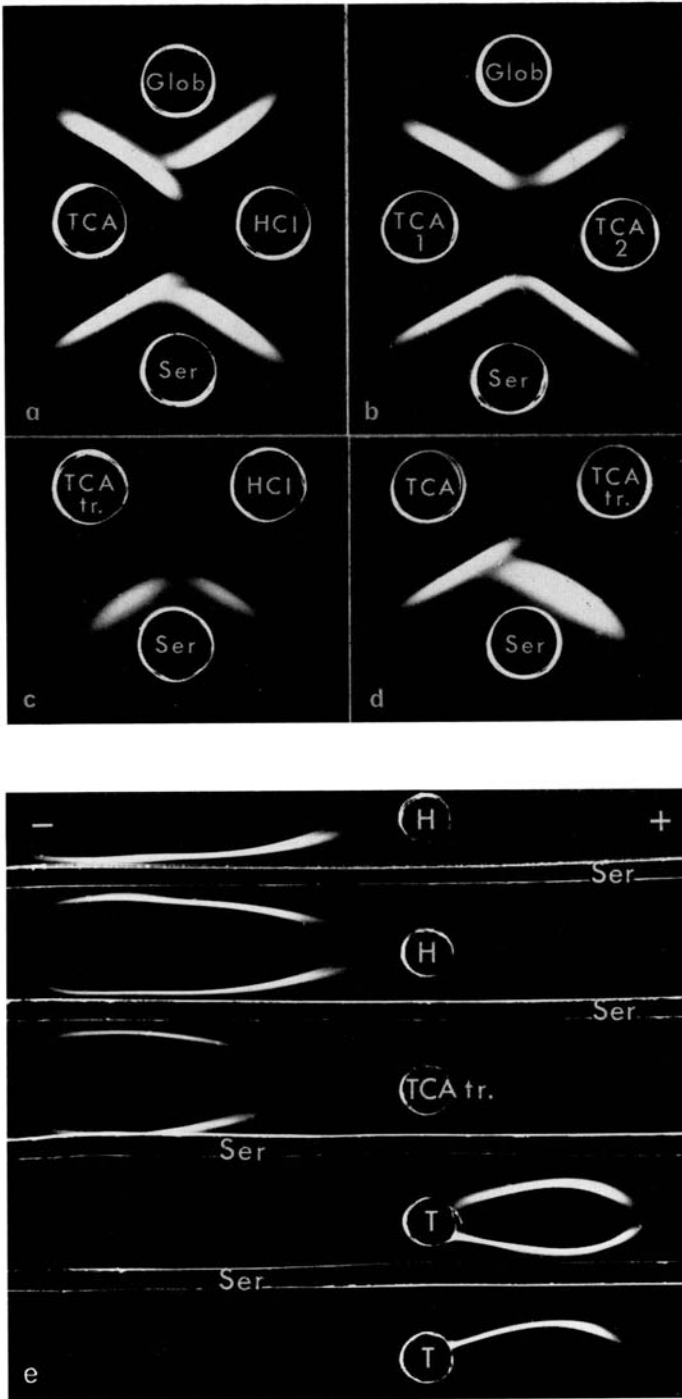 Glob
TCA HCl
Ser
a
Glob
TCA 1 TCA 2
Ser
b
TCA tr. HCl
Ser
c
TCA TCA tr.
Ser
d
− H +
Ser
H
Ser
TCA tr.
Ser
T
Ser
T
e